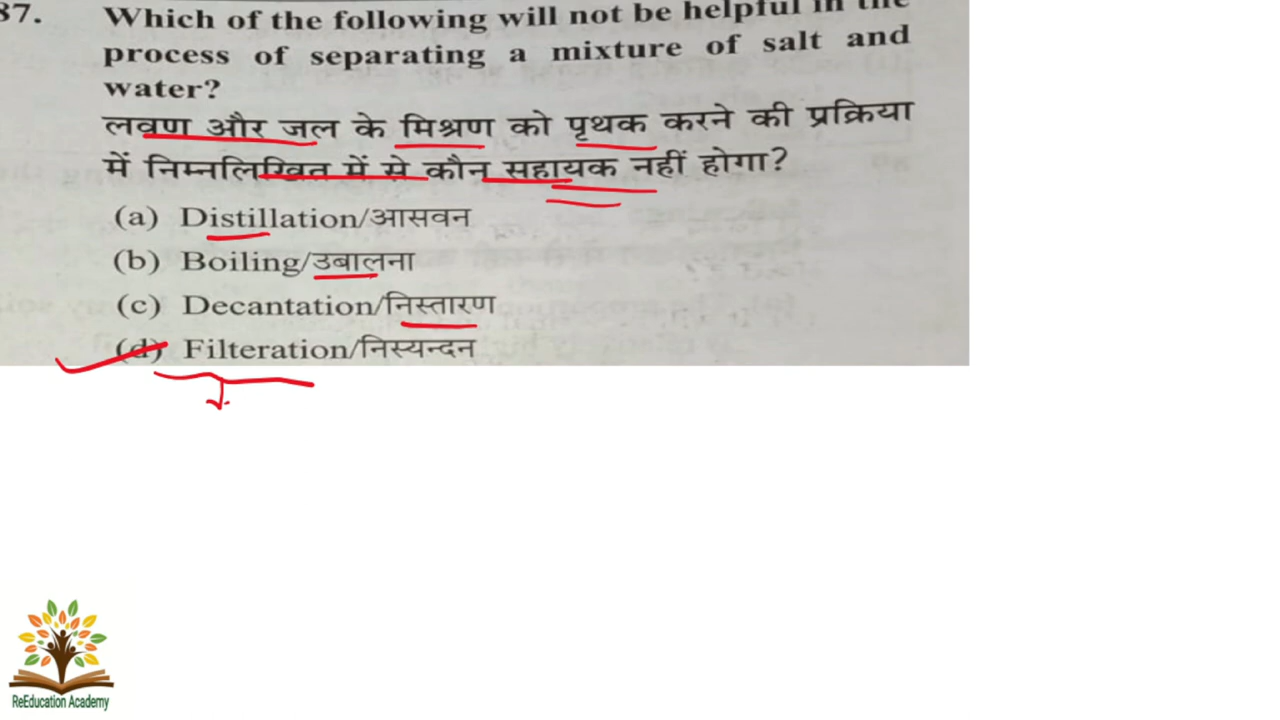 37. Which of the following will not be helpful in the
process of separating a mixture of salt and
water?
लवण और जल के मिश्रण को पृथक करने की प्रक्रिया
में निम्नलिखित में से कौन सहायक नहीं होगा?
(a) Distillation/आसवन
(b) Boiling/उबालना
(c) Decantation/निस्तारण
(d) Filteration/निस्यन्दन
ReEducation Academy